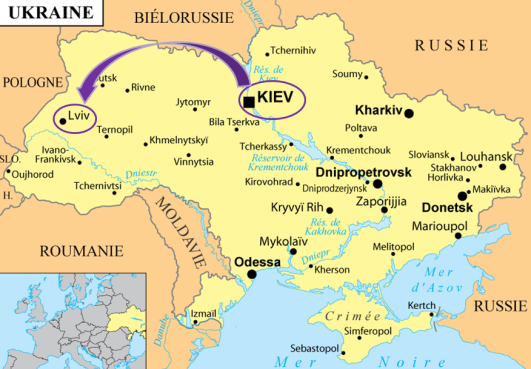 UKRAINE
BIÉLORUSSIE
Dniepr
RUSSIE
Tchernihiv
POLOGNE
Rés. de
Kiev
Soumy
Rivne
KIEV
Lviv
Jytomyr
Kharkiv
Bila Tserkva
Poltava
Ternopil
Khmelnytskyï
Tcherkassy
Krementchouk
Ivano-
Frankivsk
Vinnytsia
Réservoir de
Krementchouk
Sloviansk
Louhansk
SLO.
Stakhanov
Oujhorod
Dniestr
Dnipropetrovsk
Horlivka
H.
Tchernivtsi
Kirovohrad
Dniprodzerjynsk
Makiïvka
Zaporijjia
Donetsk
MOLDAVIE
Kryvyï Rih
Rés. de
Kakhovka
Marioupol
ROUMANIE
Mykolaïv
Dniepr
Melitopol
Odessa
Kherson
Mer
d'Azov
RUSSIE
Izmaïl
Danube
Crimée
Kertch
Simferopol
Sebastopol
Mer Noire